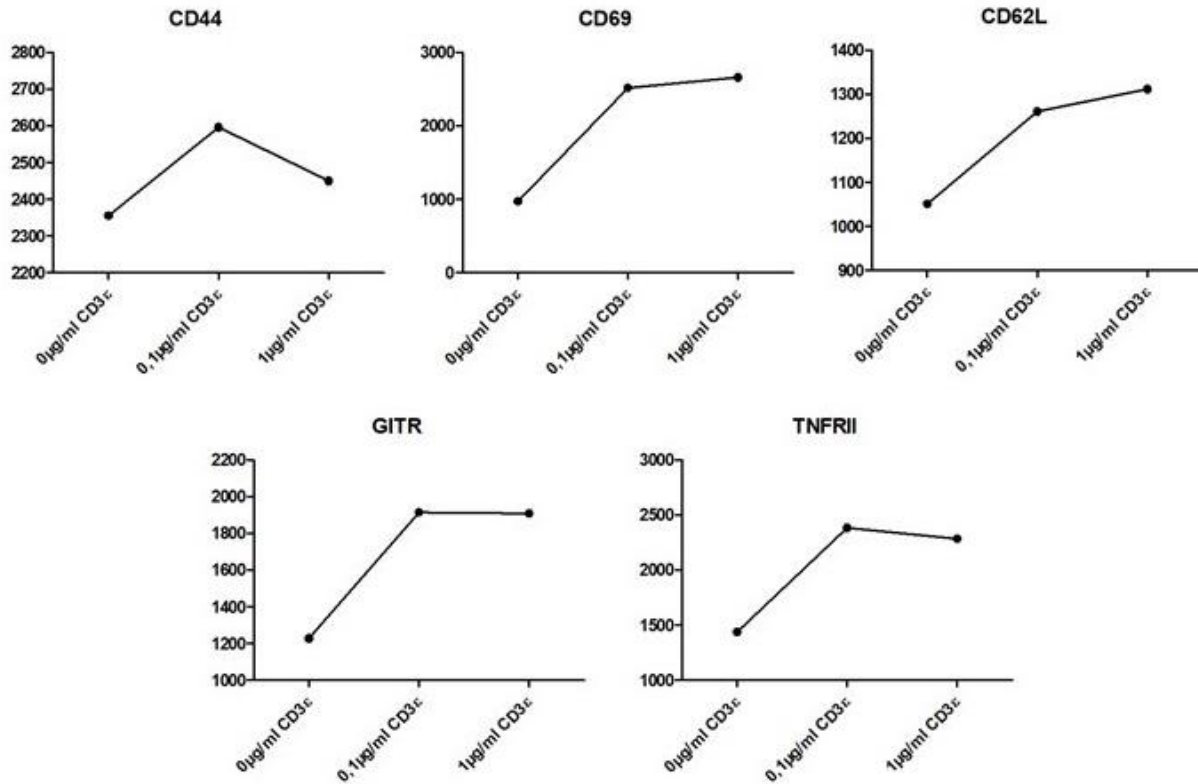 CD44
2800
2700
2600
2500
2400
2300
2200
0µg/ml CD3ε
0,1µg/ml CD3ε
1µg/ml CD3ε
CD69
3000
2000
1000
0
0µg/ml CD3ε
0,1µg/ml CD3ε
1µg/ml CD3ε
CD62L
1400
1300
1200
1100
1000
900
0µg/ml CD3ε
0,1µg/ml CD3ε
1µg/ml CD3ε
GITR
2200
2000
1800
1600
1400
1200
1000
0µg/ml CD3ε
0,1µg/ml CD3ε
1µg/ml CD3ε
TNFRII
3000
2500
2000
1500
1000
0µg/ml CD3ε
0,1µg/ml CD3ε
1µg/ml CD3ε